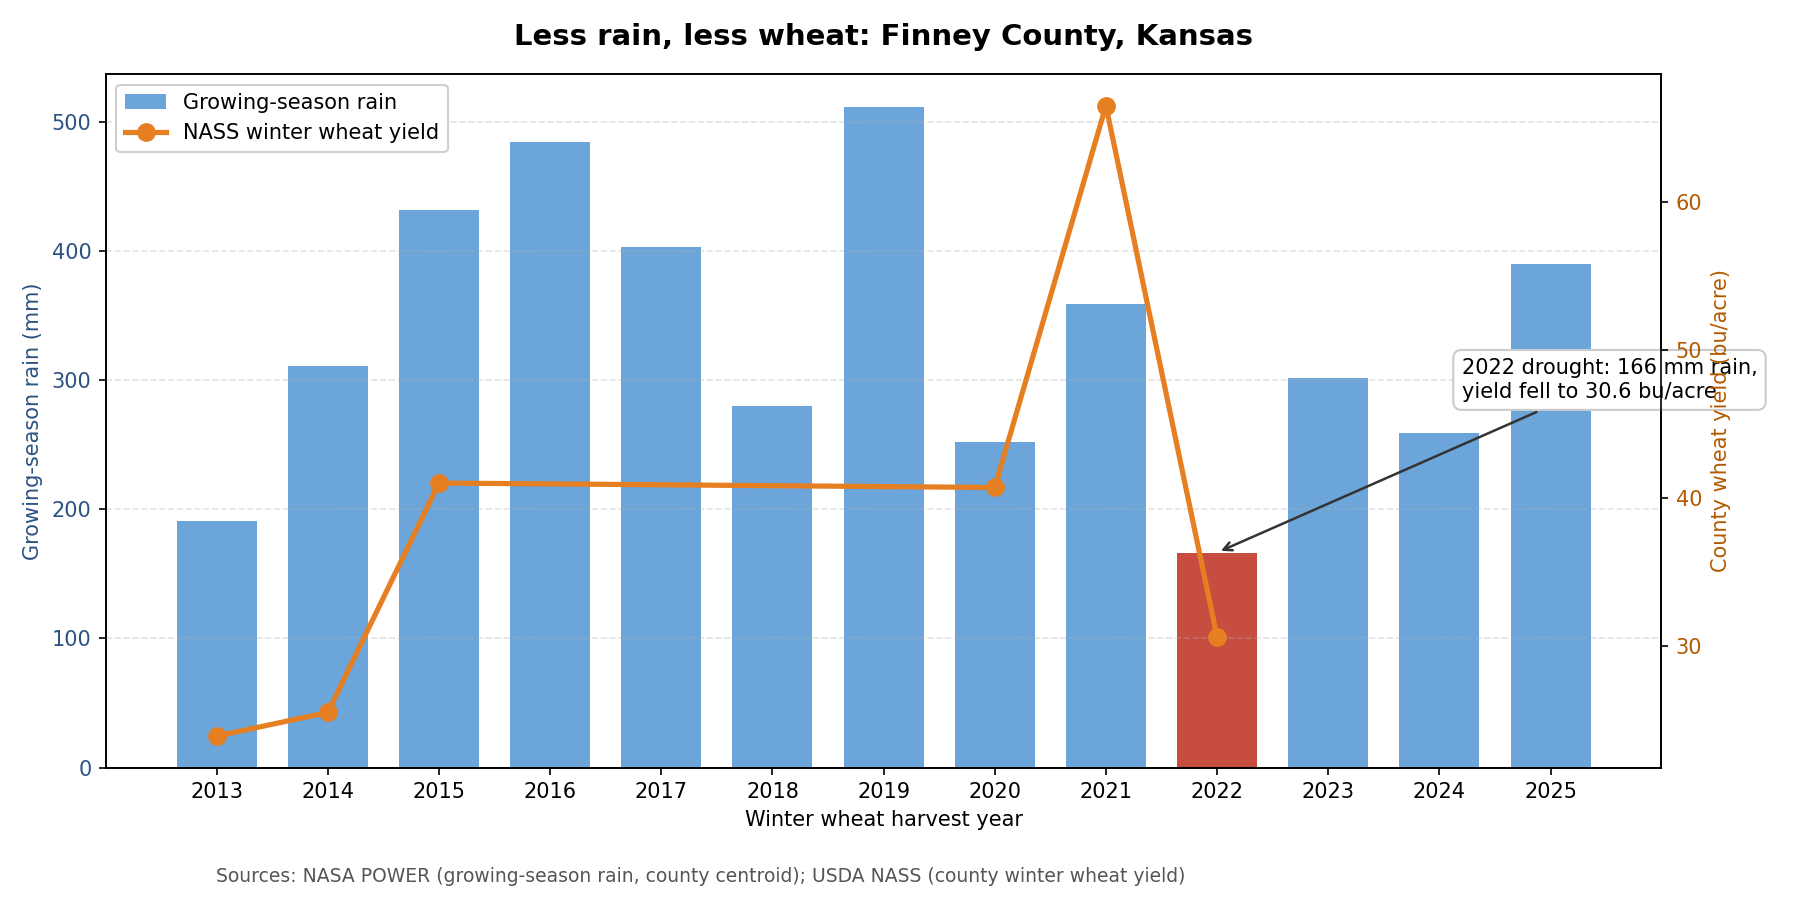 Less rain, less wheat: Finney County, Kansas
Growing-season rain
NASS winter wheat yield
Growing-season rain (mm)
500
400
300
200
100
0
60
50
40
30
County wheat yield (bu/acre)
2022 drought: 166 mm rain,
yield fell to 30.6 bu/acre
2013 2014 2015 2016 2017 2018 2019 2020 2021 2022 2023 2024 2025
Winter wheat harvest year
Sources: NASA POWER (growing-season rain, county centroid); USDA NASS (county winter wheat yield)